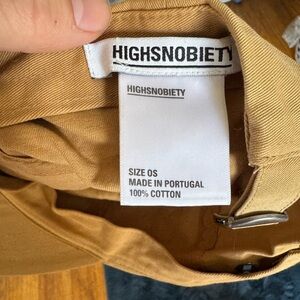 HIGHSNOBIETY
HIGHSNOBIETY
SIZE OS
MADE IN PORTUGAL
100% COTTON